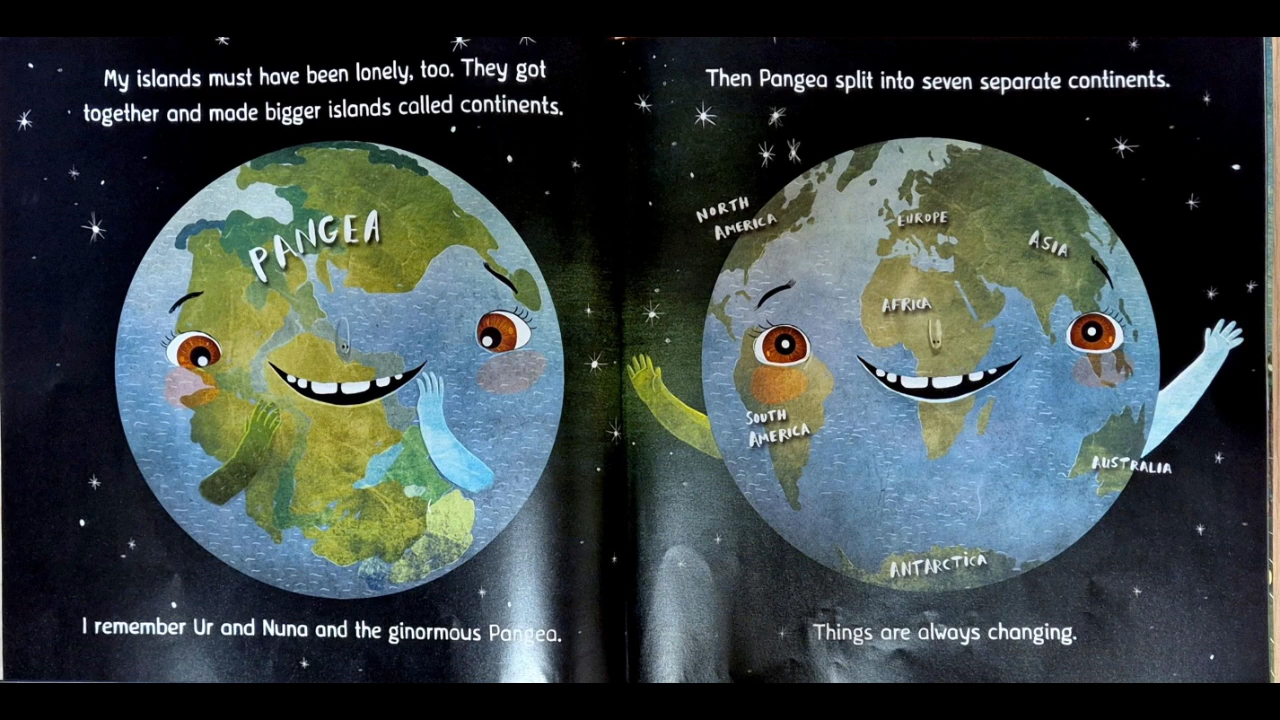 My islands must have been lonely, too. They got
together and made bigger islands called continents.
PANGEA
I remember Ur and Nuna and the ginormous Pangea.
Then Pangea split into seven separate continents.
NORTH
AMERICA
EUROPE
ASIA
AFRICA
SOUTH
AMERICA
AUSTRALIA
ANTARCTICA
Things are always changing.